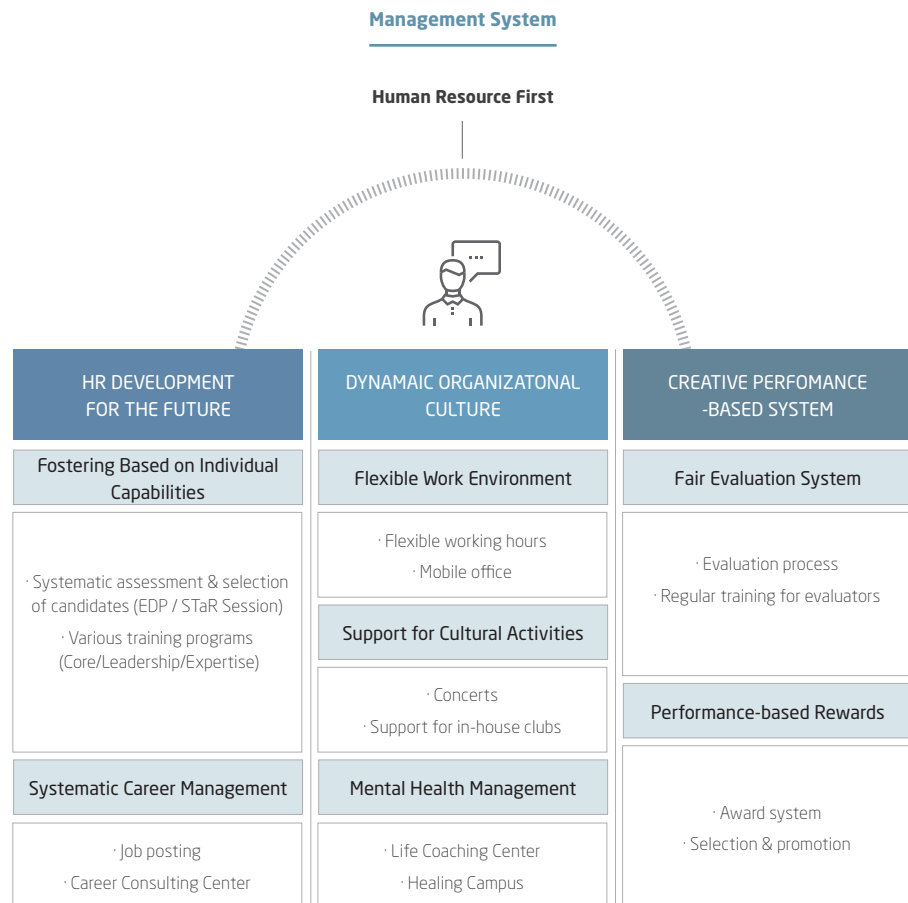 Management System
Human Resource First
...
HR DEVELOPMENT
FOR THE FUTURE
Fostering Based on Individual
Capabilities
· Systematic assessment & selection
of candidates (EDP / STaR Session)
· Various training programs
(Core/Leadership/Expertise)
Systematic Career Management
· Job posting
· Career Consulting Center
DYNAMAIC ORGANIZATONAL
CULTURE
Flexible Work Environment
· Flexible working hours
· Mobile office
Support for Cultural Activities
· Concerts
· Support for in-house clubs
Mental Health Management
· Life Coaching Center
· Healing Campus
CREATIVE PERFOMANCE
-BASED SYSTEM
Fair Evaluation System
· Evaluation process
· Regular training for evaluators
Performance-based Rewards
· Award system
· Selection & promotion